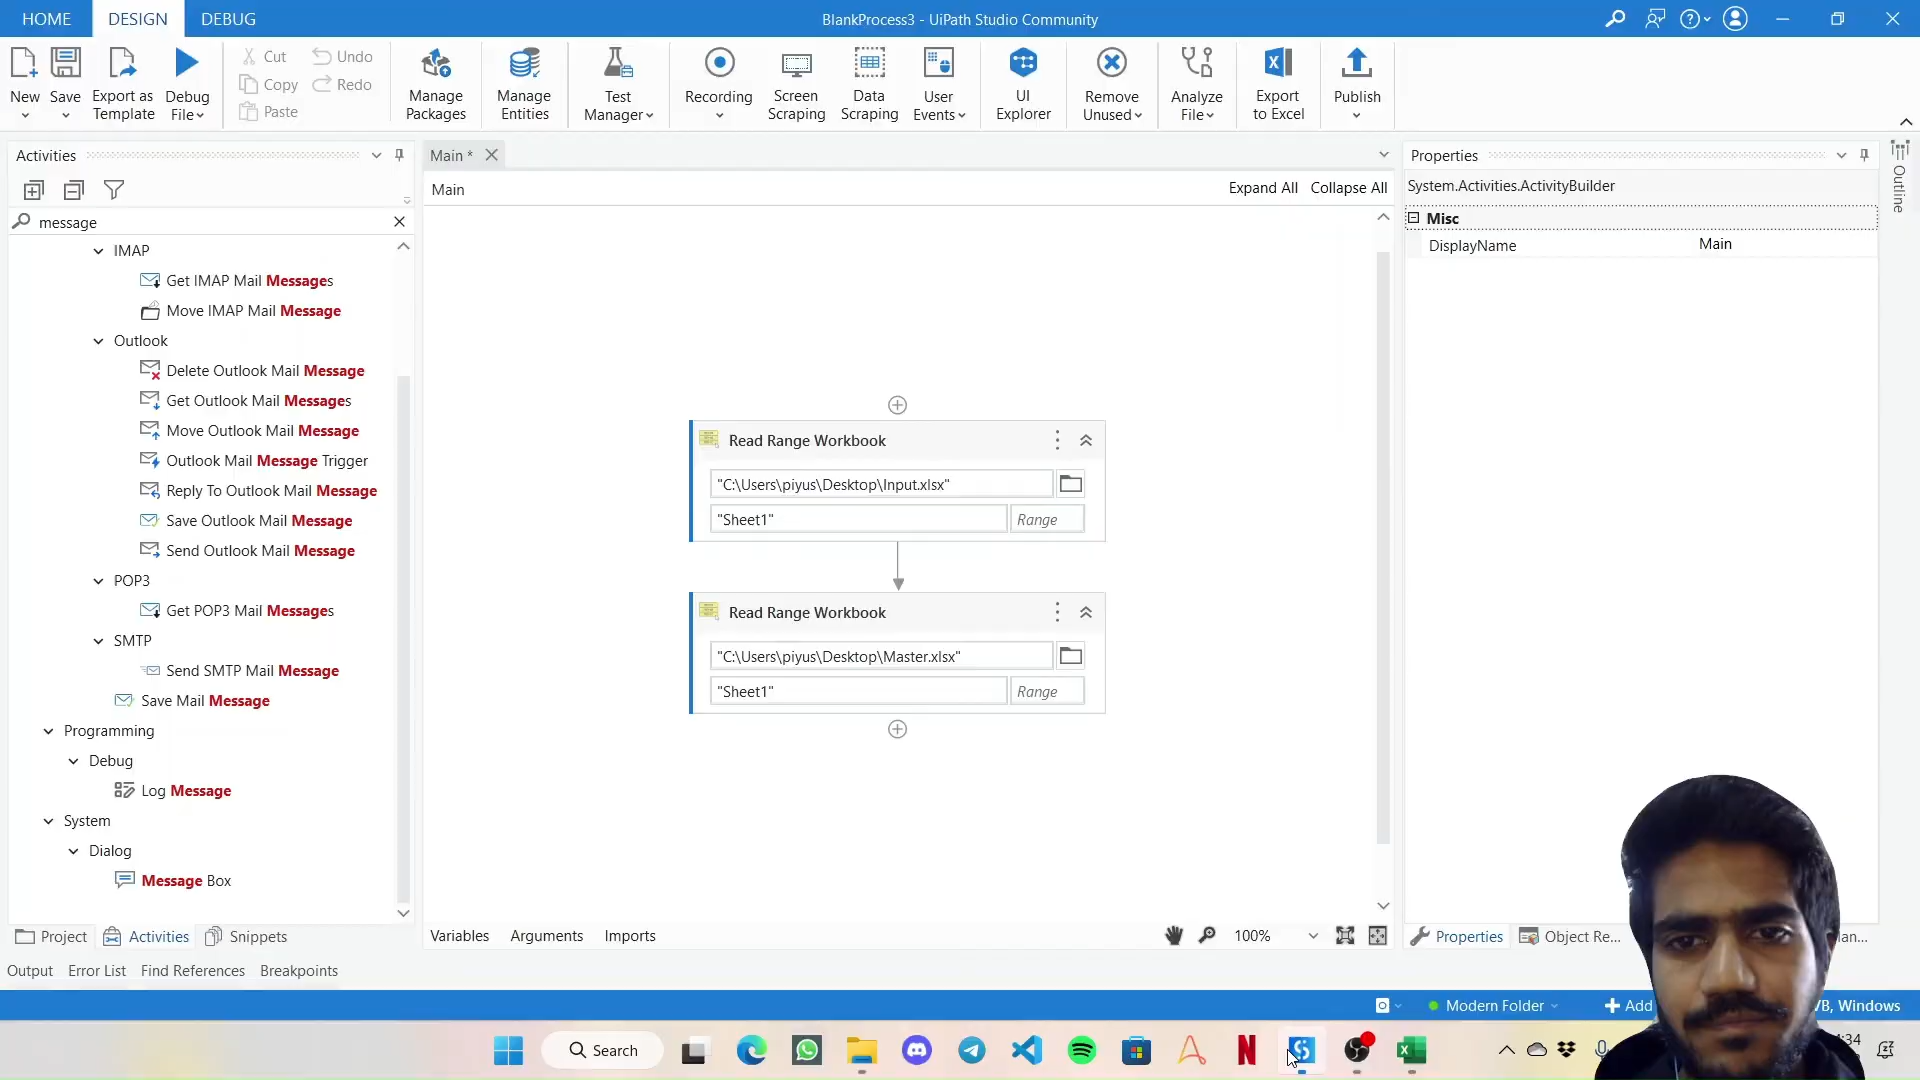 HOME DESIGN DEBUG
BlankProcess3 - UiPath Studio Community
New Save Export as Template Debug File
Cut Copy Paste Undo Redo
Manage Packages
Manage Entities
Test Manager
Recording
Screen Scraping
Data Scraping
User Events
UI Explorer
Remove Unused
Analyze File
Export to Excel
Publish
Activities
message
IMAP
Get IMAP Mail Messages
Move IMAP Mail Message
Outlook
Delete Outlook Mail Message
Get Outlook Mail Messages
Move Outlook Mail Message
Outlook Mail Message Trigger
Reply To Outlook Mail Message
Save Outlook Mail Message
Send Outlook Mail Message
POP3
Get POP3 Mail Messages
SMTP
Send SMTP Mail Message
Save Mail Message
Programming
Debug
Log Message
System
Dialog
Message Box
Project Activities Snippets
Main *
Main
Expand All Collapse All
Read Range Workbook
"C:\Users\piyus\Desktop\Input.xlsx"
"Sheet1" Range
Read Range Workbook
"C:\Users\piyus\Desktop\Master.xlsx"
"Sheet1" Range
Variables Arguments Imports
100%
Properties
System.Activities.ActivityBuilder
Misc
DisplayName Main
Outline
Properties Object Re...
Output Error List Find References Breakpoints
Modern Folder
Add
VB, Windows
Search
:34